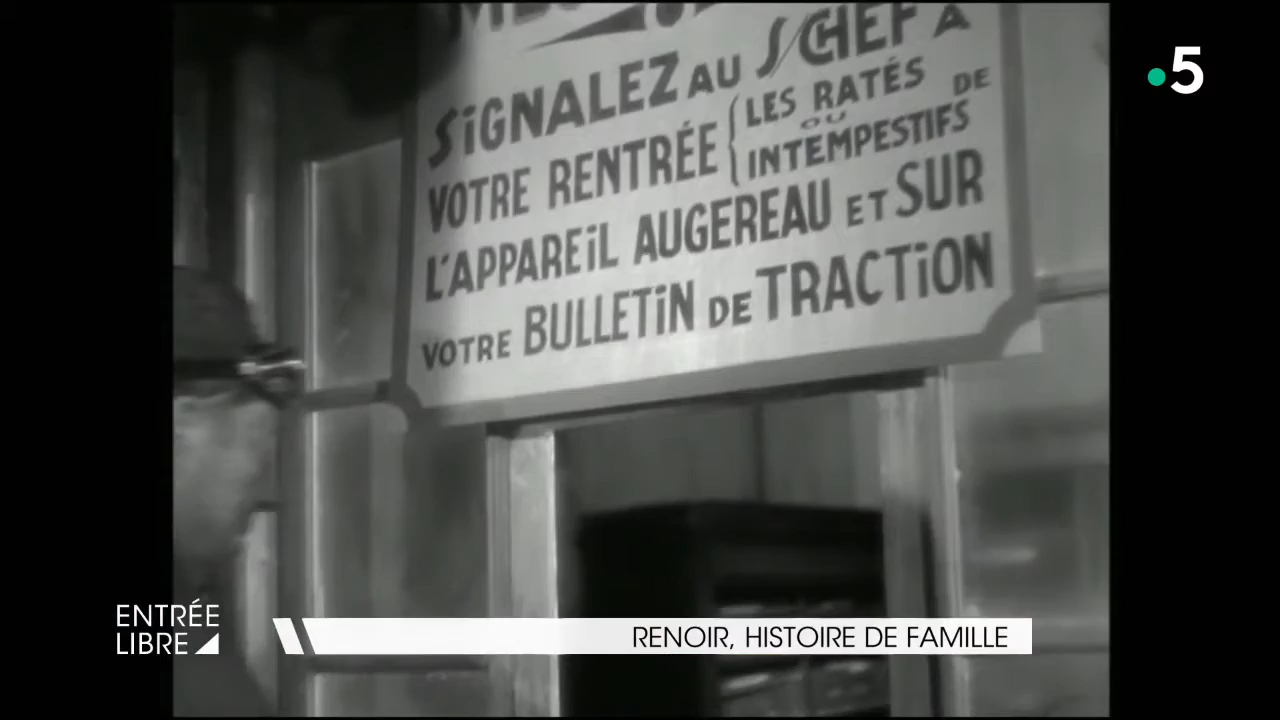 SiGNALEZ AU S/CHEF A
VOTRE RENTRÉE { LES RATÉS DE
OU
INTEMPESTIFS
L'APPAREiL AUGEREAU ET SUR
VOTRE BULLETiN DE TRACTiON
5
ENTRÉE
LIBRE
RENOIR, HISTOIRE DE FAMILLE